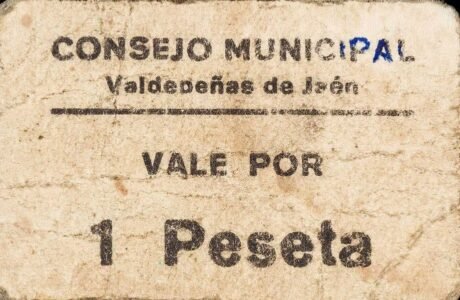 CONSEJO MUNICIPAL
Valdepeñas de Jaén
VALE POR
1 Peseta